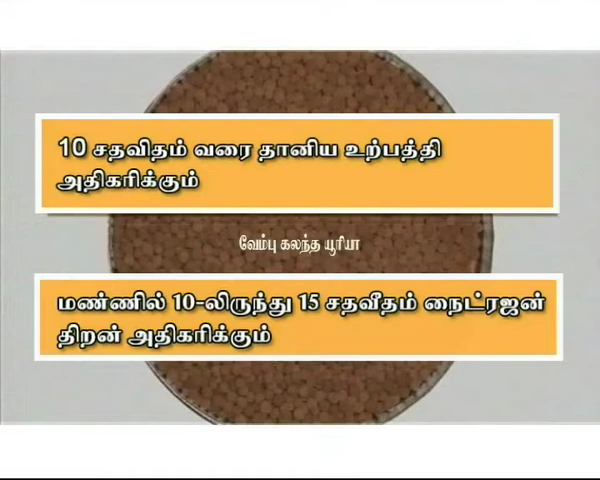 10 சதவிதம் வரை தானிய உற்பத்தி
அதிகரிக்கும்
வேம்பு கலந்த யூரியா
மண்ணில் 10-லிருந்து 15 சதவீதம் நைட்ரஜன்
திறன் அதிகரிக்கும்